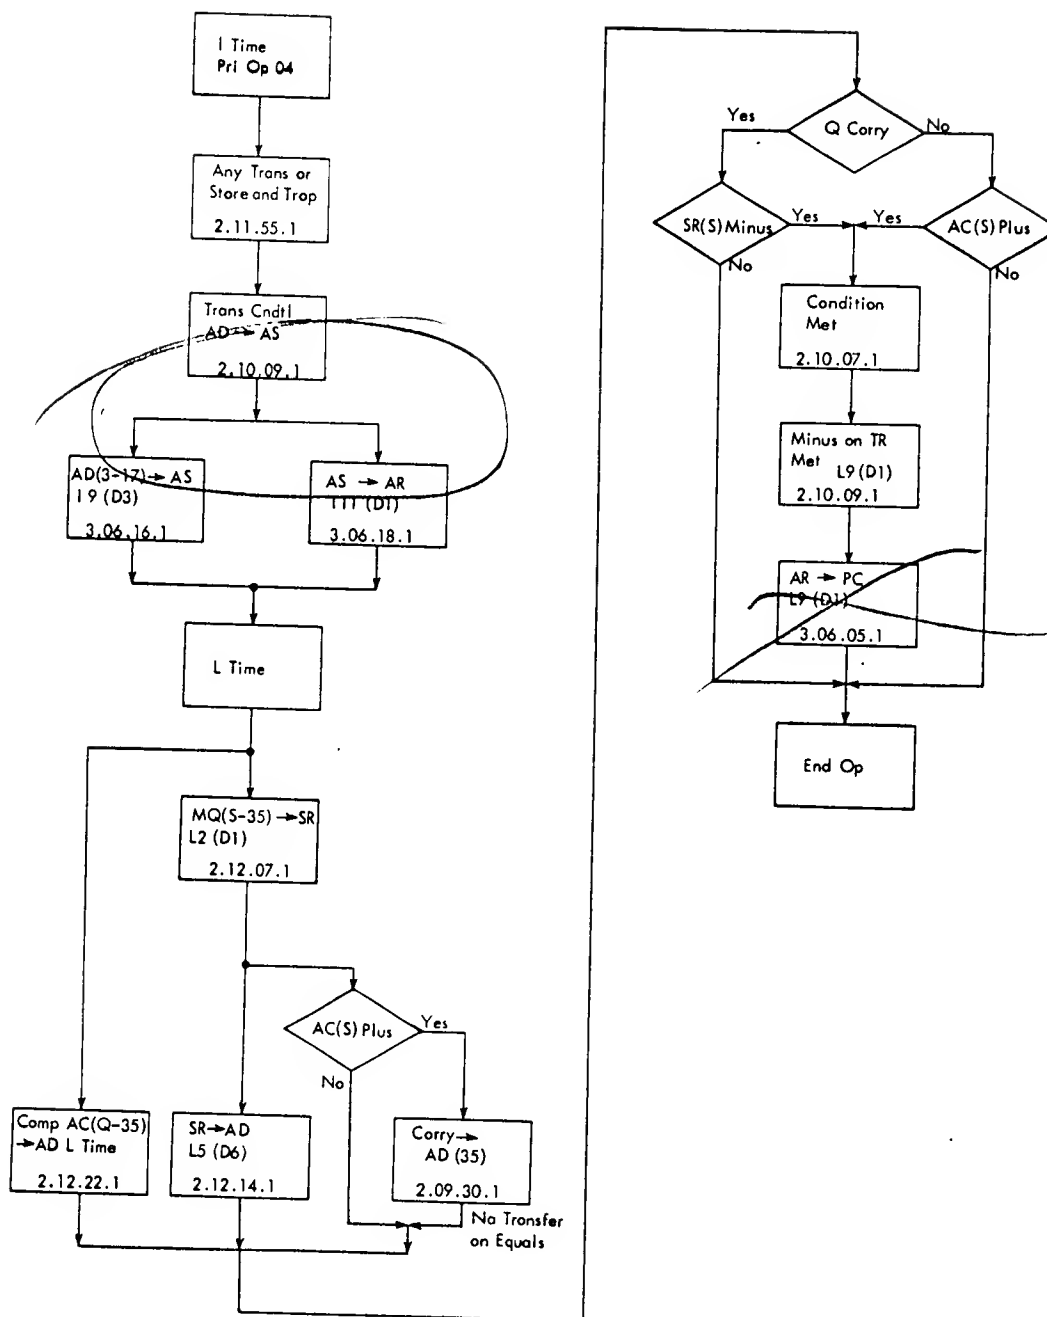 I Time
Pri Op 04
Any Trans or
Store and Trop
2.11.55.1
Trans Cndtl
AD → AS
2.10.09.1
AD(3-17) → AS
I 9 (D3)
3.06.16.1
AS → AR
I11 (D1)
3.06.18.1
L Time
MQ(S-35) → SR
L2 (D1)
2.12.07.1
AC(S) Plus
Yes
No
Comp AC(Q-35)
→AD L Time
2.12.22.1
SR→AD
L5 (D6)
2.12.14.1
Corry→
AD (35)
2.09.30.1
Na Transfer
on Equals
Q Corry
Yes
No
SR(S) Minus
Yes
No
AC(S) Plus
Yes
No
Condition
Met
2.10.07.1
Minus on TR
Met L9 (D1)
2.10.09.1
AR → PC
L9 (D1)
3.06.05.1
End Op